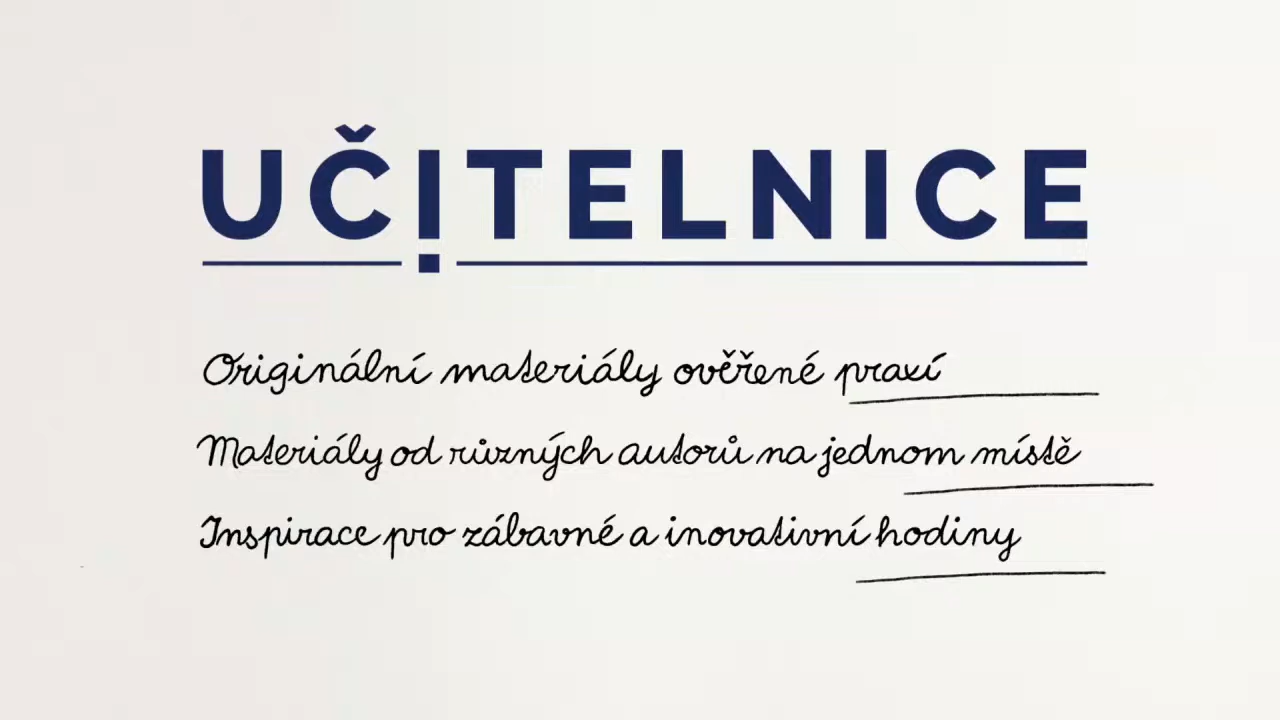 UČITELNICE
Originální materiály ověřené praxí
Materiály od různých autorů na jednom místě
Inspirace pro zábavné a inovativní hodiny